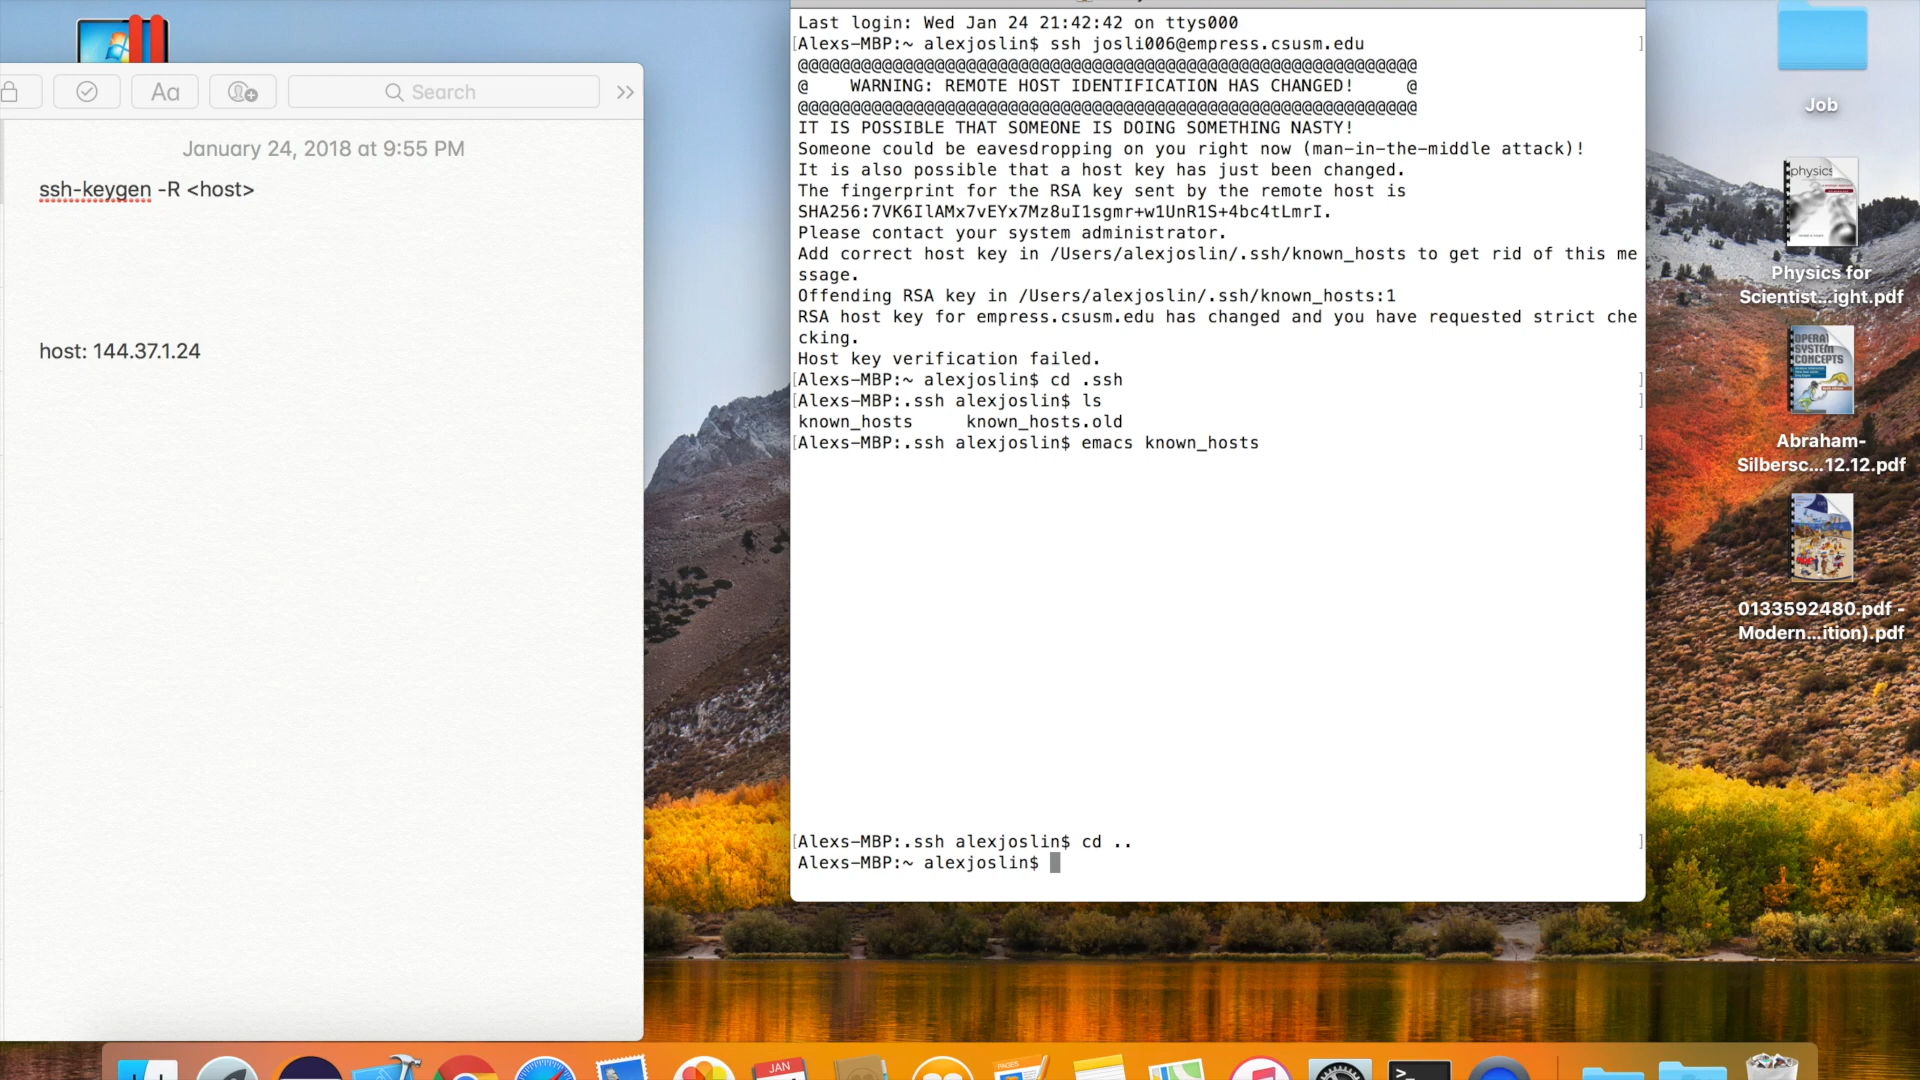 Search
January 24, 2018 at 9:55 PM
ssh-keygen -R <host>
host: 144.37.1.24
Last login: Wed Jan 24 21:42:42 on ttys000
[Alexs-MBP:~ alexjoslin$ ssh josli006@empress.csusm.edu ]
@@@@@@@@@@@@@@@@@@@@@@@@@@@@@@@@@@@@@@@@@@@@@@@@@@@@@@@@@@@
@    WARNING: REMOTE HOST IDENTIFICATION HAS CHANGED!     @
@@@@@@@@@@@@@@@@@@@@@@@@@@@@@@@@@@@@@@@@@@@@@@@@@@@@@@@@@@@
IT IS POSSIBLE THAT SOMEONE IS DOING SOMETHING NASTY!
Someone could be eavesdropping on you right now (man-in-the-middle attack)!
It is also possible that a host key has just been changed.
The fingerprint for the RSA key sent by the remote host is
SHA256:7VK6IlAMx7vEYx7Mz8uI1sgmr+w1UnR1S+4bc4tLmrI.
Please contact your system administrator.
Add correct host key in /Users/alexjoslin/.ssh/known_hosts to get rid of this me
ssage.
Offending RSA key in /Users/alexjoslin/.ssh/known_hosts:1
RSA host key for empress.csusm.edu has changed and you have requested strict che
cking.
Host key verification failed.
[Alexs-MBP:~ alexjoslin$ cd .ssh ]
[Alexs-MBP:.ssh alexjoslin$ ls ]
known_hosts     known_hosts.old
[Alexs-MBP:.ssh alexjoslin$ emacs known_hosts ]
[Alexs-MBP:.ssh alexjoslin$ cd .. ]
Alexs-MBP:~ alexjoslin$
Job
physics
Physics for
Scientist...ight.pdf
OPERA
SYSTEM
CONCEPTS
Abraham-
Silbersc...12.12.pdf
0133592480.pdf -
Modern...ition).pdf
JAN
PAGES
Aa